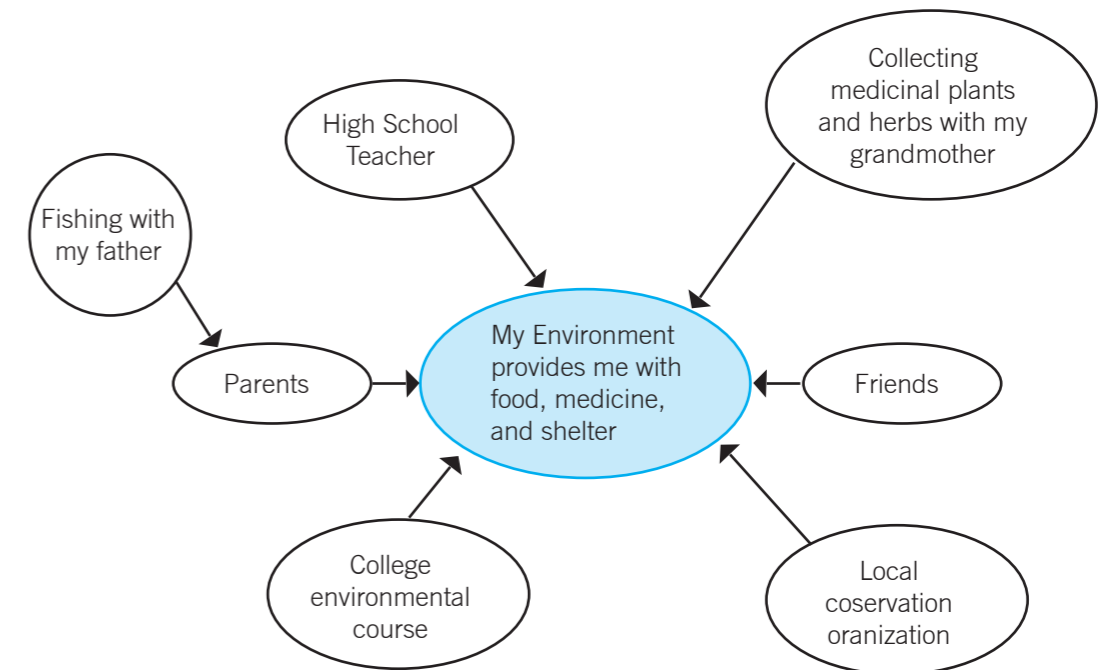 Collecting
medicinal plants
and herbs with my
grandmother
High School
Teacher
Fishing with
my father
My Environment
provides me with
food, medicine,
and shelter
Parents
Friends
College
environmental
course
Local
coservation
oranization